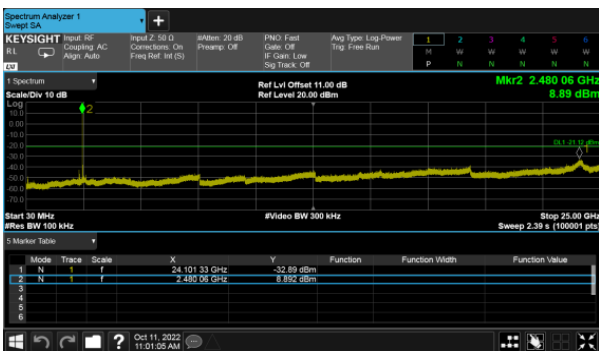 Spectrum Analyzer 1
Swept SA
+
KEYSIGHT Input: RF Input Z: 50 Ω #Atten: 20 dB PNO: Fast Avg Type: Log-Power 1 2 3 4 5 6
RL Coupling: AC Corrections: On Preamp: Off Gate: Off Trig: Free Run M W W W W W
Align: Auto Freq Ref: Int (S) IF Gain: Low P N N N N N
Sig Track: Off
LXI
1 Spectrum Ref Lvl Offset 11.00 dB Mkr2 2.480 06 GHz
Scale/Div 10 dB Ref Level 20.00 dBm 8.89 dBm
Log
10.0
0.00
-10.0
-20.0
-30.0
-40.0
-50.0
-60.0
-70.0
2
DL1 -21.12 dBm
1
Start 30 MHz #Video BW 300 kHz Stop 25.00 GHz
#Res BW 100 kHz Sweep 2.39 s (100001 pts)
5 Marker Table
Mode Trace Scale X Y Function Function Width Function Value
1 N 1 f 24.101 33 GHz -32.89 dBm
2 N 1 f 2.480 06 GHz 8.892 dBm
3
4
5
6
? Oct 11, 2022
11:01:05 AM